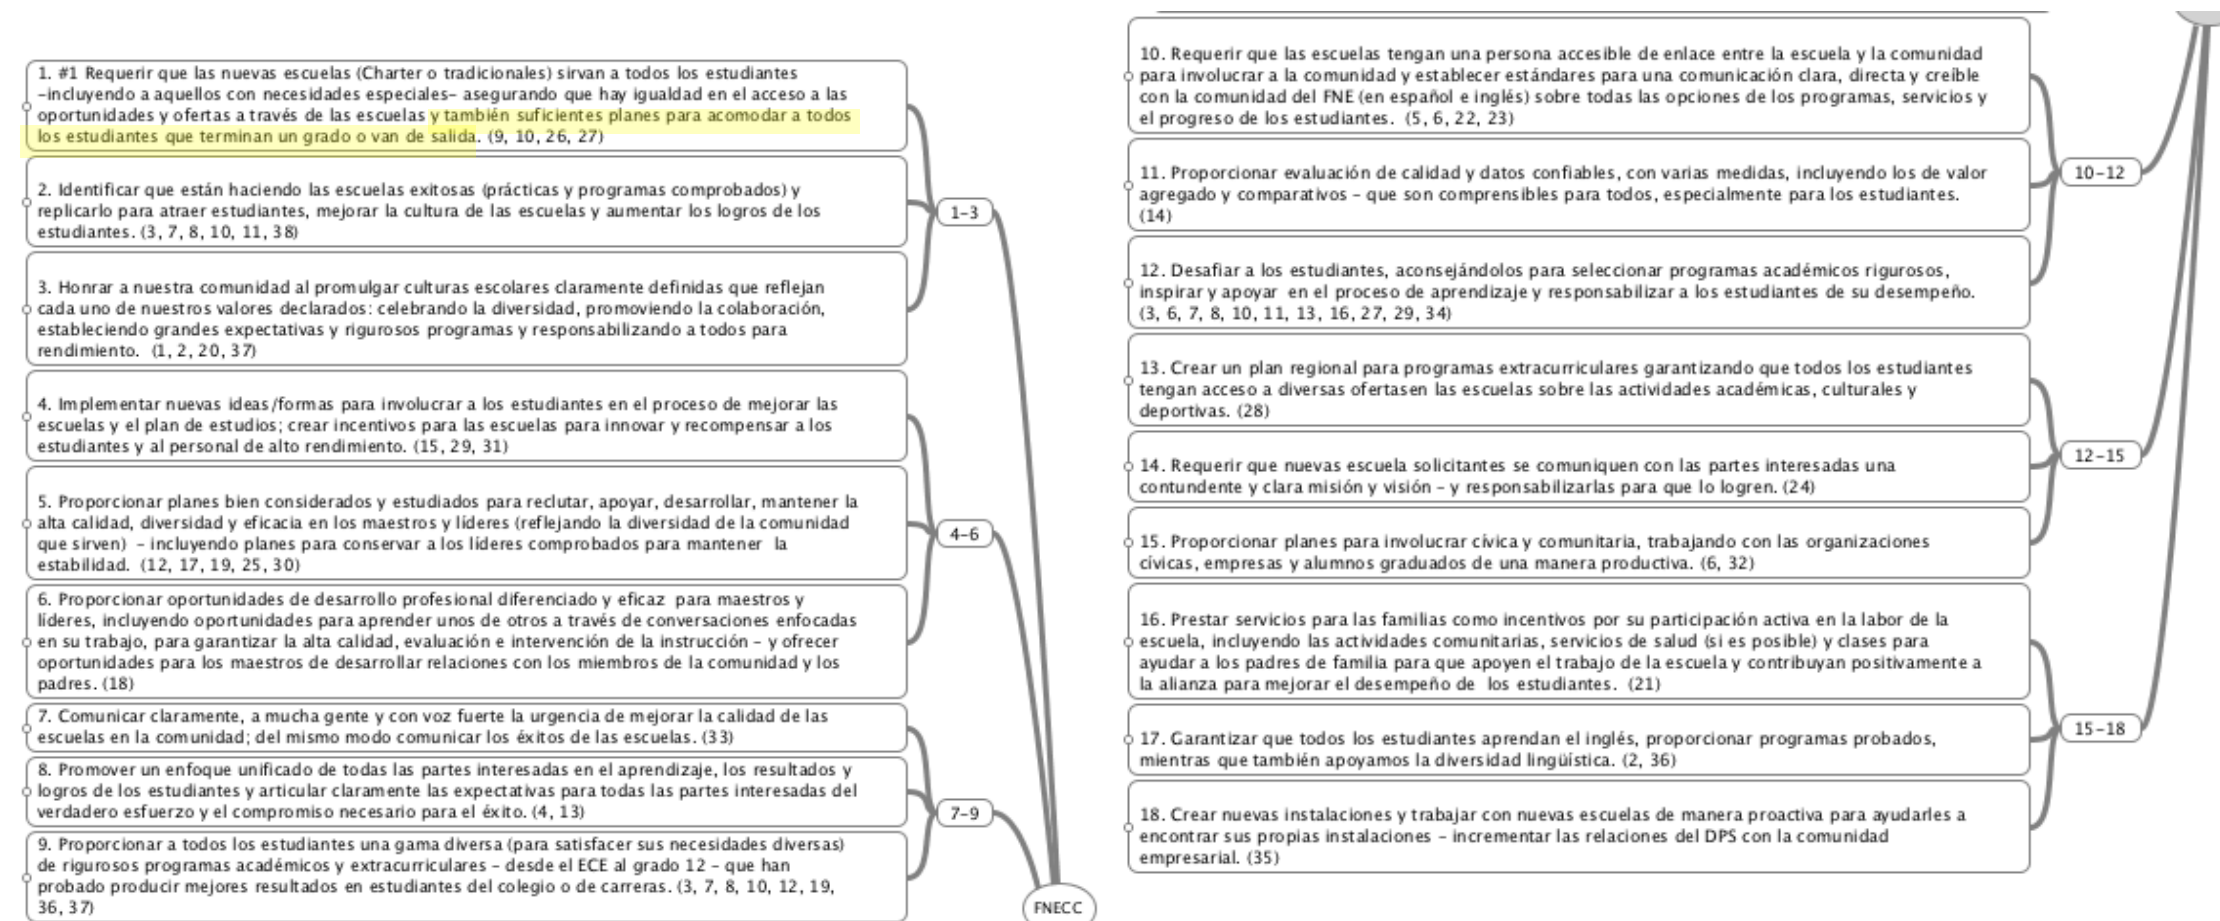 1. #1 Requerir que las nuevas escuelas (Charter o tradicionales) sirvan a todos los estudiantes
–incluyendo a aquellos con necesidades especiales– asegurando que hay igualdad en el acceso a las
oportunidades y ofertas a través de las escuelas y también suficientes planes para acomodar a todos
los estudiantes que terminan un grado o van de salida. (9, 10, 26, 27)
2. Identificar que están haciendo las escuelas exitosas (prácticas y programas comprobados) y
replicarlo para atraer estudiantes, mejorar la cultura de las escuelas y aumentar los logros de los
estudiantes. (3, 7, 8, 10, 11, 38)
3. Honrar a nuestra comunidad al promulgar culturas escolares claramente definidas que reflejan
cada uno de nuestros valores declarados: celebrando la diversidad, promoviendo la colaboración,
estableciendo grandes expectativas y rigurosos programas y responsabilizando a todos para
rendimiento. (1, 2, 20, 37)
1–3
4. Implementar nuevas ideas/formas para involucrar a los estudiantes en el proceso de mejorar las
escuelas y el plan de estudios; crear incentivos para las escuelas para innovar y recompensar a los
estudiantes y al personal de alto rendimiento. (15, 29, 31)
5. Proporcionar planes bien considerados y estudiados para reclutar, apoyar, desarrollar, mantener la
alta calidad, diversidad y eficacia en los maestros y líderes (reflejando la diversidad de la comunidad
que sirven) – incluyendo planes para conservar a los líderes comprobados para mantener la
estabilidad. (12, 17, 19, 25, 30)
6. Proporcionar oportunidades de desarrollo profesional diferenciado y eficaz para maestros y
líderes, incluyendo oportunidades para aprender unos de otros a través de conversaciones enfocadas
en su trabajo, para garantizar la alta calidad, evaluación e intervención de la instrucción – y ofrecer
oportunidades para los maestros de desarrollar relaciones con los miembros de la comunidad y los
padres. (18)
4–6
7. Comunicar claramente, a mucha gente y con voz fuerte la urgencia de mejorar la calidad de las
escuelas en la comunidad; del mismo modo comunicar los éxitos de las escuelas. (33)
8. Promover un enfoque unificado de todas las partes interesadas en el aprendizaje, los resultados y
logros de los estudiantes y articular claramente las expectativas para todas las partes interesadas del
verdadero esfuerzo y el compromiso necesario para el éxito. (4, 13)
9. Proporcionar a todos los estudiantes una gama diversa (para satisfacer sus necesidades diversas)
de rigurosos programas académicos y extracurriculares – desde el ECE al grado 12 – que han
probado producir mejores resultados en estudiantes del colegio o de carreras. (3, 7, 8, 10, 12, 19,
36, 37)
7–9
FNECC
10. Requerir que las escuelas tengan una persona accesible de enlace entre la escuela y la comunidad
para involucrar a la comunidad y establecer estándares para una comunicación clara, directa y creíble
con la comunidad del FNE (en español e inglés) sobre todas las opciones de los programas, servicios y
el progreso de los estudiantes. (5, 6, 22, 23)
11. Proporcionar evaluación de calidad y datos confiables, con varias medidas, incluyendo los de valor
agregado y comparativos – que son comprensibles para todos, especialmente para los estudiantes.
(14)
12. Desafiar a los estudiantes, aconsejándolos para seleccionar programas académicos rigurosos,
inspirar y apoyar en el proceso de aprendizaje y responsabilizar a los estudiantes de su desempeño.
(3, 6, 7, 8, 10, 11, 13, 16, 27, 29, 34)
10–12
13. Crear un plan regional para programas extracurriculares garantizando que todos los estudiantes
tengan acceso a diversas ofertasen las escuelas sobre las actividades académicas, culturales y
deportivas. (28)
14. Requerir que nuevas escuela solicitantes se comuniquen con las partes interesadas una
contundente y clara misión y visión – y responsabilizarlas para que lo logren. (24)
15. Proporcionar planes para involucrar cívica y comunitaria, trabajando con las organizaciones
cívicas, empresas y alumnos graduados de una manera productiva. (6, 32)
12–15
16. Prestar servicios para las familias como incentivos por su participación activa en la labor de la
escuela, incluyendo las actividades comunitarias, servicios de salud (si es posible) y clases para
ayudar a los padres de familia para que apoyen el trabajo de la escuela y contribuyan positivamente a
la alianza para mejorar el desempeño de los estudiantes. (21)
17. Garantizar que todos los estudiantes aprendan el inglés, proporcionar programas probados,
mientras que también apoyamos la diversidad lingüística. (2, 36)
18. Crear nuevas instalaciones y trabajar con nuevas escuelas de manera proactiva para ayudarles a
encontrar sus propias instalaciones – incrementar las relaciones del DPS con la comunidad
empresarial. (35)
15–18